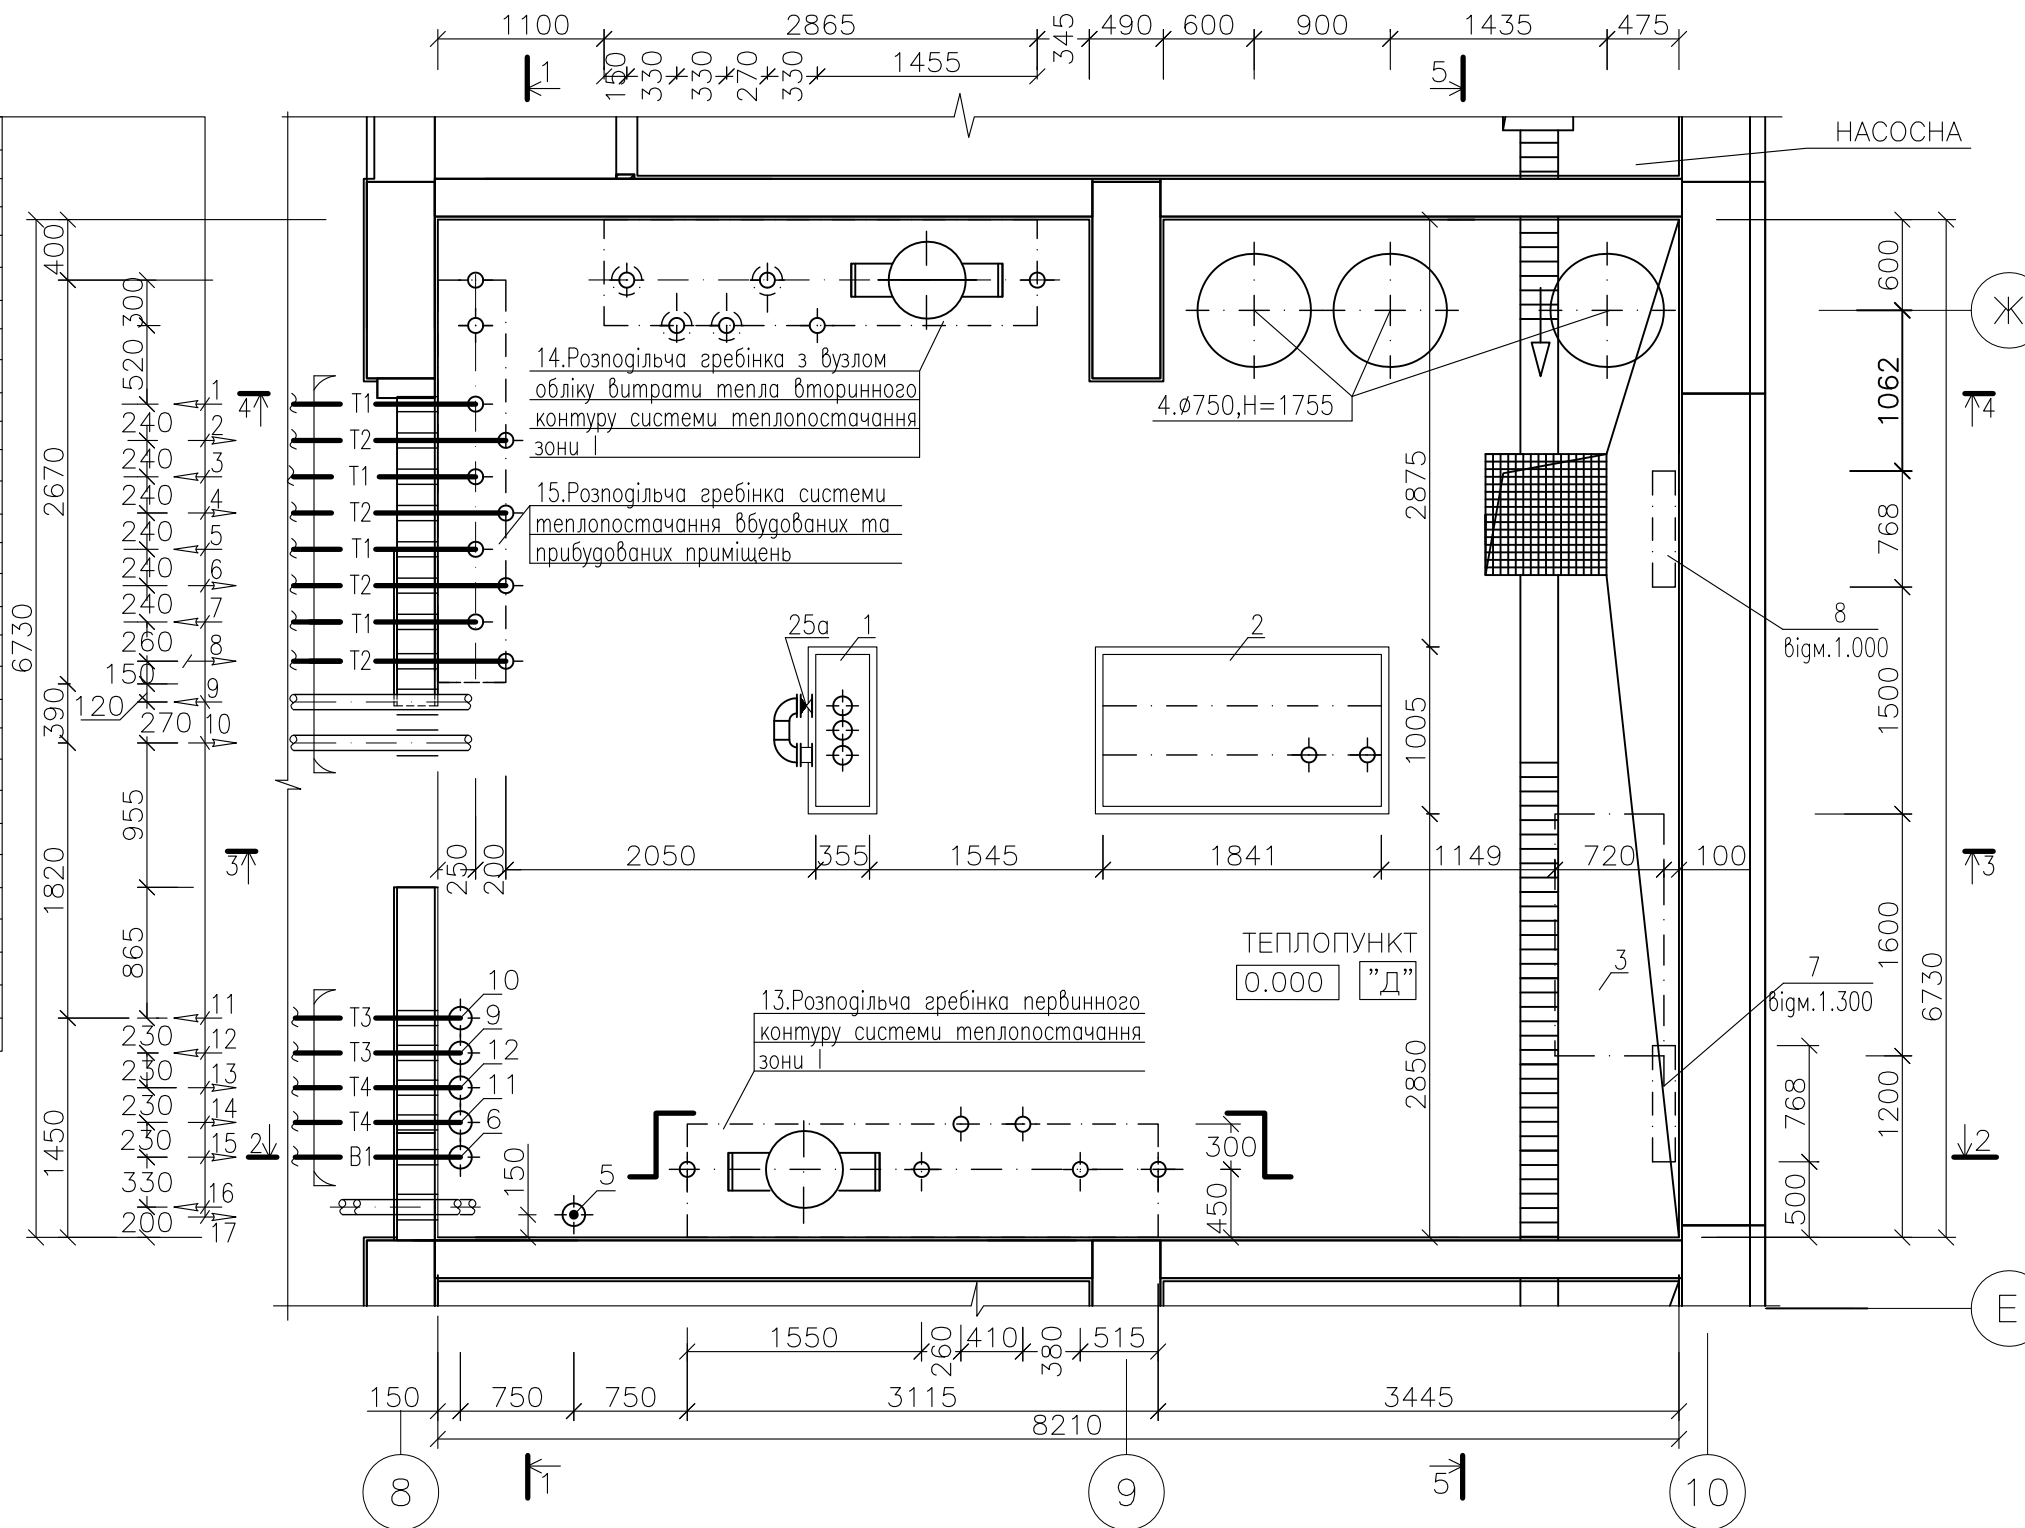 1100 2865 345 490 600 900 1435 475
150 330 330 270 330 1455
1 5
НАСОСНА
400 300 520 240 240 240 240 240 240 240 260 150 120 270 955 865 230 230 230 230 330 200
6730 2670 390 1820 1450
1 2 3 4 5 6 7 8 9 10
11 12 13 14 15 16 17
4 4
3 3
2 2
Т1
Т2
Т1
Т2
Т1
Т2
Т1
Т2
14.Розподільча гребінка з вузлом
обліку витрати тепла вторинного
контуру системи теплопостачання
зони І
15.Розподільча гребінка системи
теплопостачання вбудованих та
прибудованих приміщень
4.ø750,Н=1755
600 1062 768 1500 1600 1200 6730
Ж
8
відм.1.000
25а 1 2
2875 1005 2850
250 200 2050 355 1545 1841 1149 720 100
ТЕПЛОПУНКТ
0.000 "Д"
3
7
відм.1.300
768 500
Т3 10
Т3 9
Т4 12
Т4 11
В1 6
13.Розподільча гребінка первинного
контуру системи теплопостачання
зони І
150 5
300 450
Е
1550 260 410 380 515
150 750 750 3115 3445
8210
1 5
8 9 10